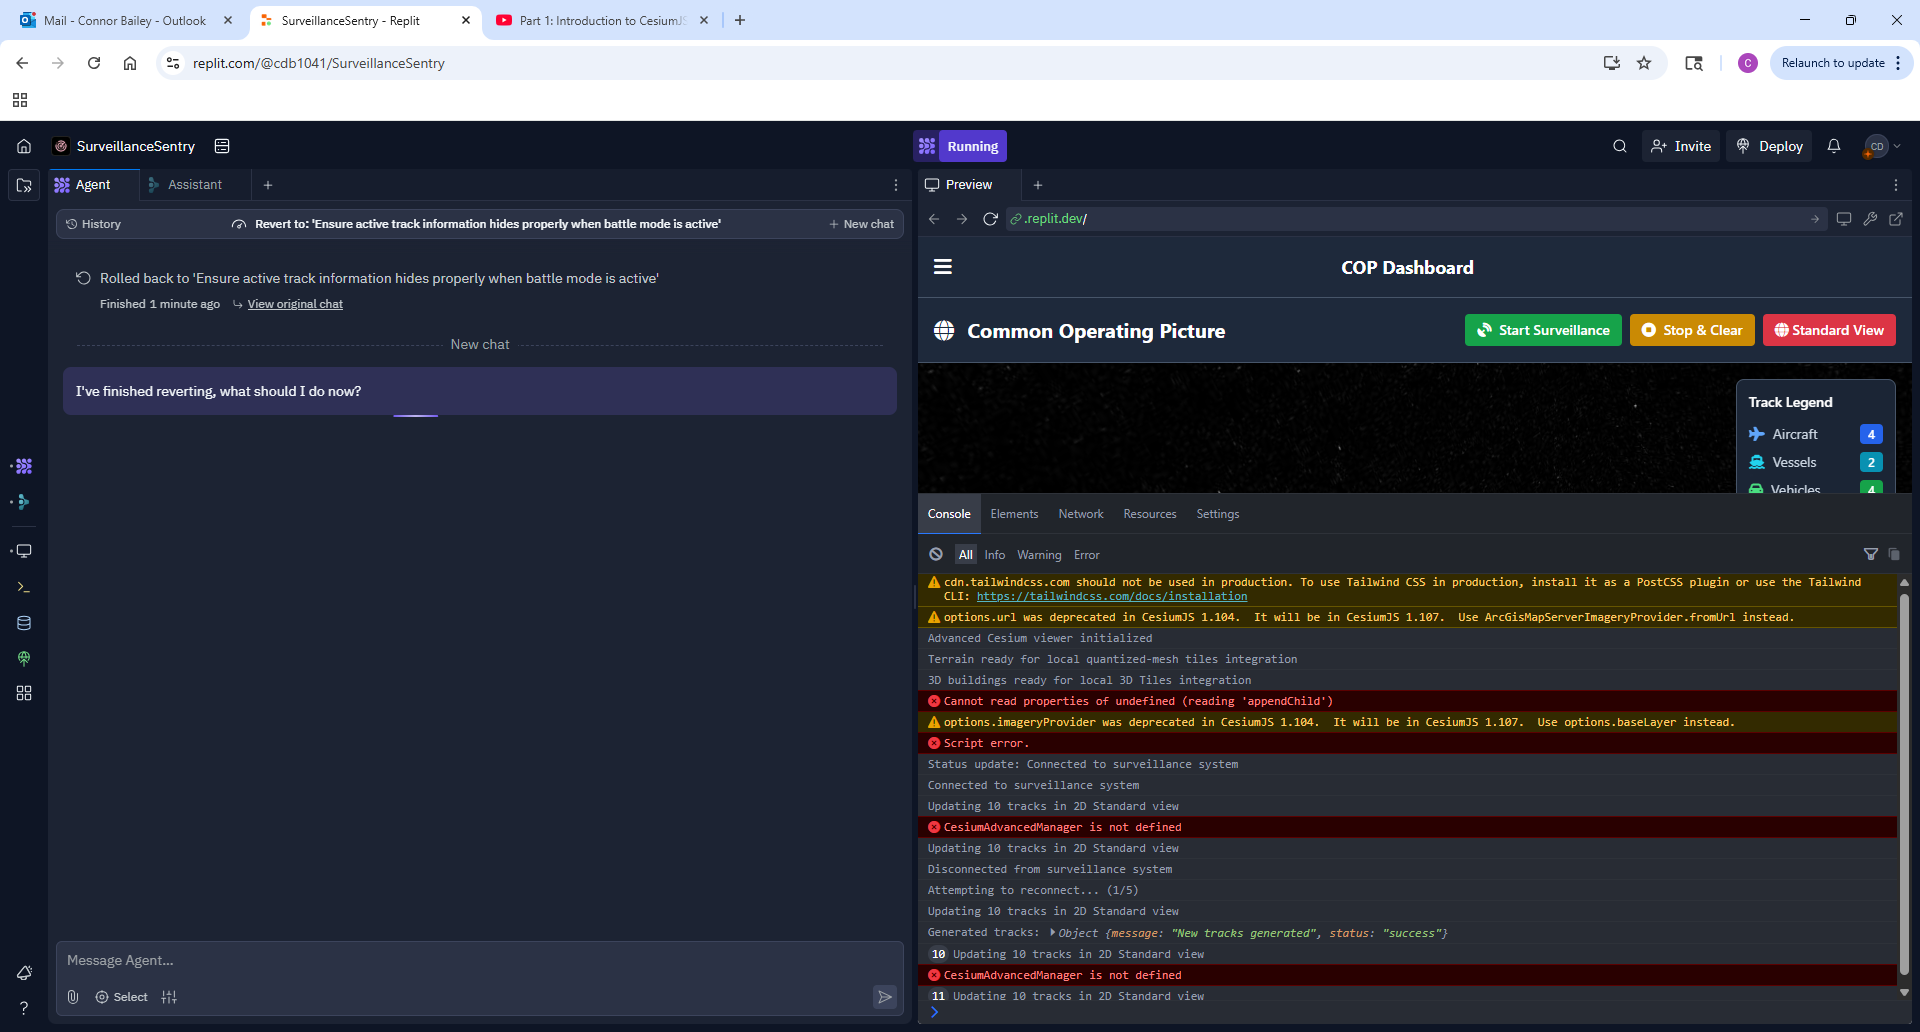 Mail - Connor Bailey - Outlook
SurveillanceSentry - Replit
Part 1: Introduction to CesiumJS
replit.com/@cdb1041/SurveillanceSentry
C
Relaunch to update
SurveillanceSentry
Running
Invite
Deploy
CD
Agent
Assistant
Preview
History
Revert to: 'Ensure active track information hides properly when battle mode is active'
New chat
.replit.dev/
Rolled back to 'Ensure active track information hides properly when battle mode is active'
Finished 1 minute ago
View original chat
New chat
I've finished reverting, what should I do now?
Message Agent...
Select
COP Dashboard
Common Operating Picture
Start Surveillance
Stop & Clear
Standard View
Track Legend
Aircraft
4
Vessels
2
Vehicles
4
Console
Elements
Network
Resources
Settings
All
Info
Warning
Error
cdn.tailwindcss.com should not be used in production. To use Tailwind CSS in production, install it as a PostCSS plugin or use the Tailwind
CLI: https://tailwindcss.com/docs/installation
options.url was deprecated in CesiumJS 1.104.  It will be in CesiumJS 1.107.  Use ArcGisMapServerImageryProvider.fromUrl instead.
Advanced Cesium viewer initialized
Terrain ready for local quantized-mesh tiles integration
3D buildings ready for local 3D Tiles integration
Cannot read properties of undefined (reading 'appendChild')
options.imageryProvider was deprecated in CesiumJS 1.104.  It will be in CesiumJS 1.107.  Use options.baseLayer instead.
Script error.
Status update: Connected to surveillance system
Connected to surveillance system
Updating 10 tracks in 2D Standard view
CesiumAdvancedManager is not defined
Updating 10 tracks in 2D Standard view
Disconnected from surveillance system
Attempting to reconnect... (1/5)
Updating 10 tracks in 2D Standard view
Generated tracks: Object {message: "New tracks generated", status: "success"}
10 Updating 10 tracks in 2D Standard view
CesiumAdvancedManager is not defined
11 Updating 10 tracks in 2D Standard view